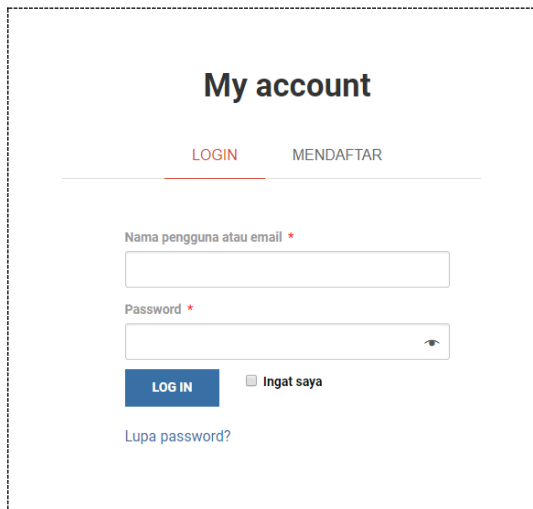 My account
LOGIN MENDAFTAR
Nama pengguna atau email *
Password *
LOG IN Ingat saya
Lupa password?